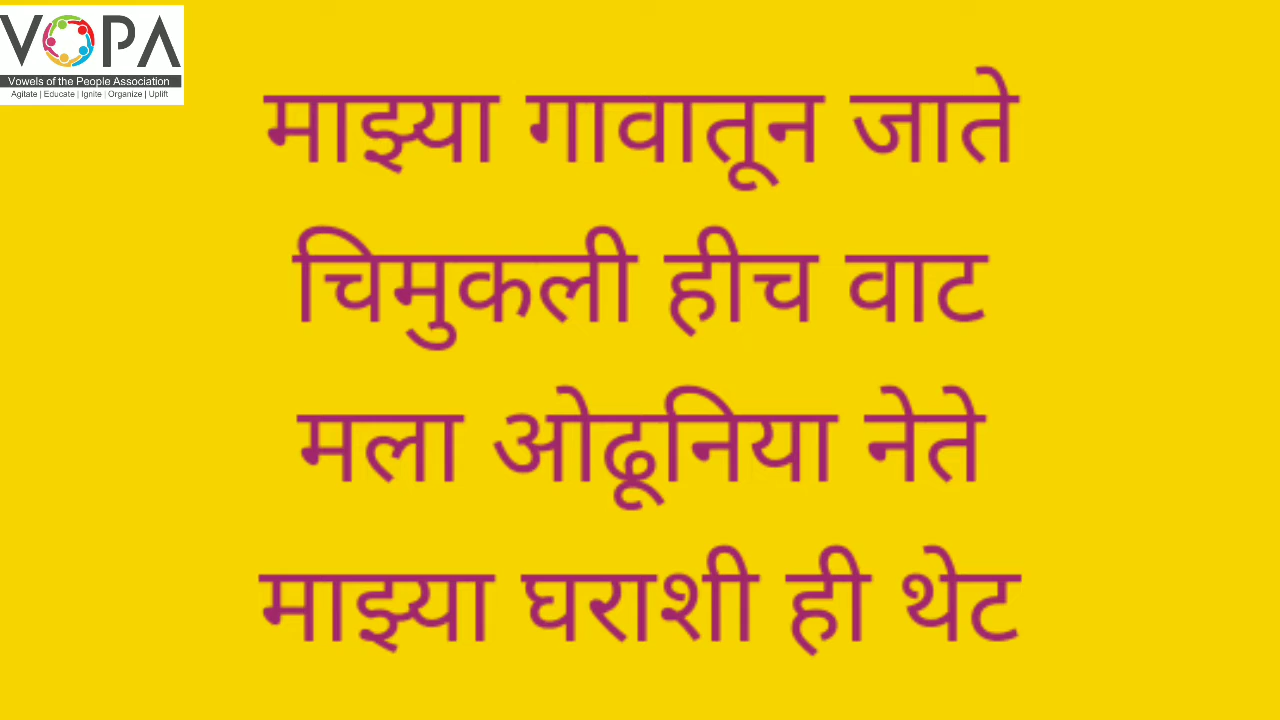 VOPA
Vowels of the People Association
Agitate | Educate | Ignite | Organize | Uplift
माझ्या गावातून जाते
चिमुकली हीच वाट
मला ओढूनिया नेते
माझ्या घराशी ही थेट